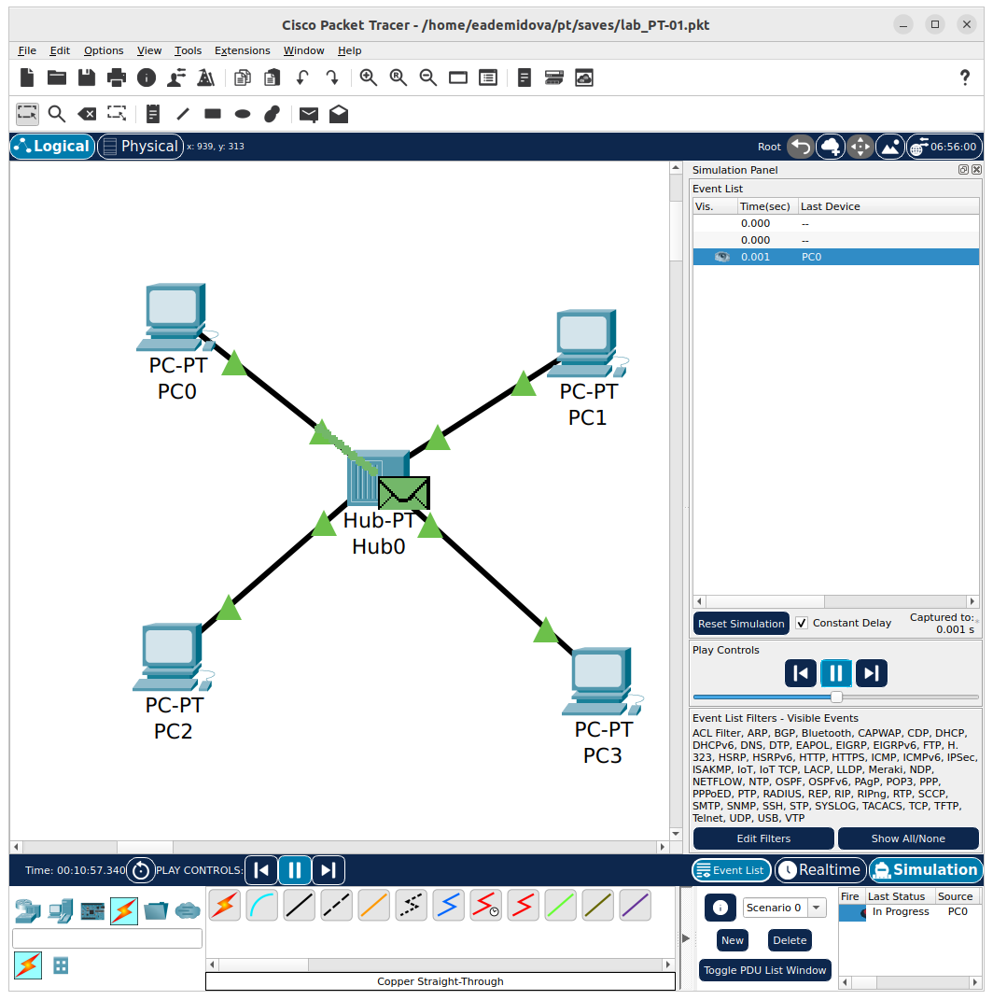 Cisco Packet Tracer - /home/eademidova/pt/saves/lab_PT-01.pkt
File Edit Options View Tools Extensions Window Help
Logical Physical x: 939, y: 313 Root 06:56:00
Simulation Panel
Event List
Vis. Time(sec) Last Device
0.000 --
0.000 --
0.001 PC0
PC-PT
PC0
PC-PT
PC1
Hub-PT
Hub0
PC-PT
PC2
PC-PT
PC3
Reset Simulation Constant Delay Captured to:
0.001 s
Play Controls
Event List Filters - Visible Events
ACL Filter, ARP, BGP, Bluetooth, CAPWAP, CDP, DHCP,
DHCPv6, DNS, DTP, EAPOL, EIGRP, EIGRPv6, FTP, H.
323, HSRP, HSRPv6, HTTP, HTTPS, ICMP, ICMPv6, IPSec,
ISAKMP, IoT, IoT TCP, LACP, LLDP, Meraki, NDP,
NETFLOW, NTP, OSPF, OSPFv6, PAgP, POP3, PPP,
PPPoED, PTP, RADIUS, REP, RIP, RIPng, RTP, SCCP,
SMTP, SNMP, SSH, STP, SYSLOG, TACACS, TCP, TFTP,
Telnet, UDP, USB, VTP
Edit Filters Show All/None
Time: 00:10:57.340 PLAY CONTROLS: Event List Realtime Simulation
Scenario 0
New Delete
Toggle PDU List Window
Fire Last Status Source
In Progress PC0
Copper Straight-Through